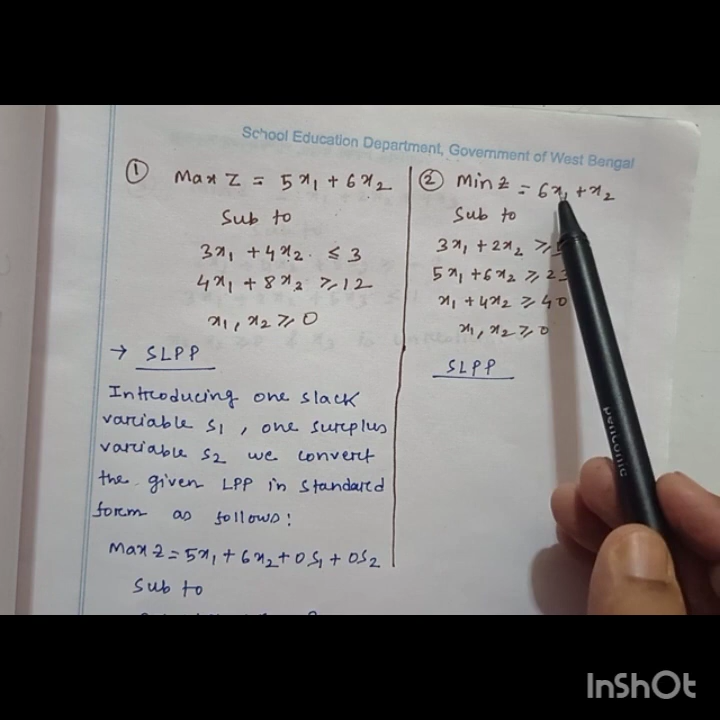 School Education Department, Government of West Bengal
① Max Z = 5x₁ + 6x₂
Sub to
3x₁ + 4x₂ ≤ 3
4x₁ + 8x₂ ≥ 12
x₁, x₂ ≥ 0
→ SLPP
Introducing one slack
variable s₁, one surplus
variable s₂ we convert
the given LPP in standard
form as follows:
Max Z = 5x₁ + 6x₂ + 0s₁ + 0s₂
Sub to
② Min Z = 6x₁ + x₂
Sub to
3x₁ + 2x₂ ≥
5x₁ + 6x₂ ≥ 23
x₁ + 4x₂ ≥ 40
x₁, x₂ ≥ 0
SLPP
pentonic
InShOt